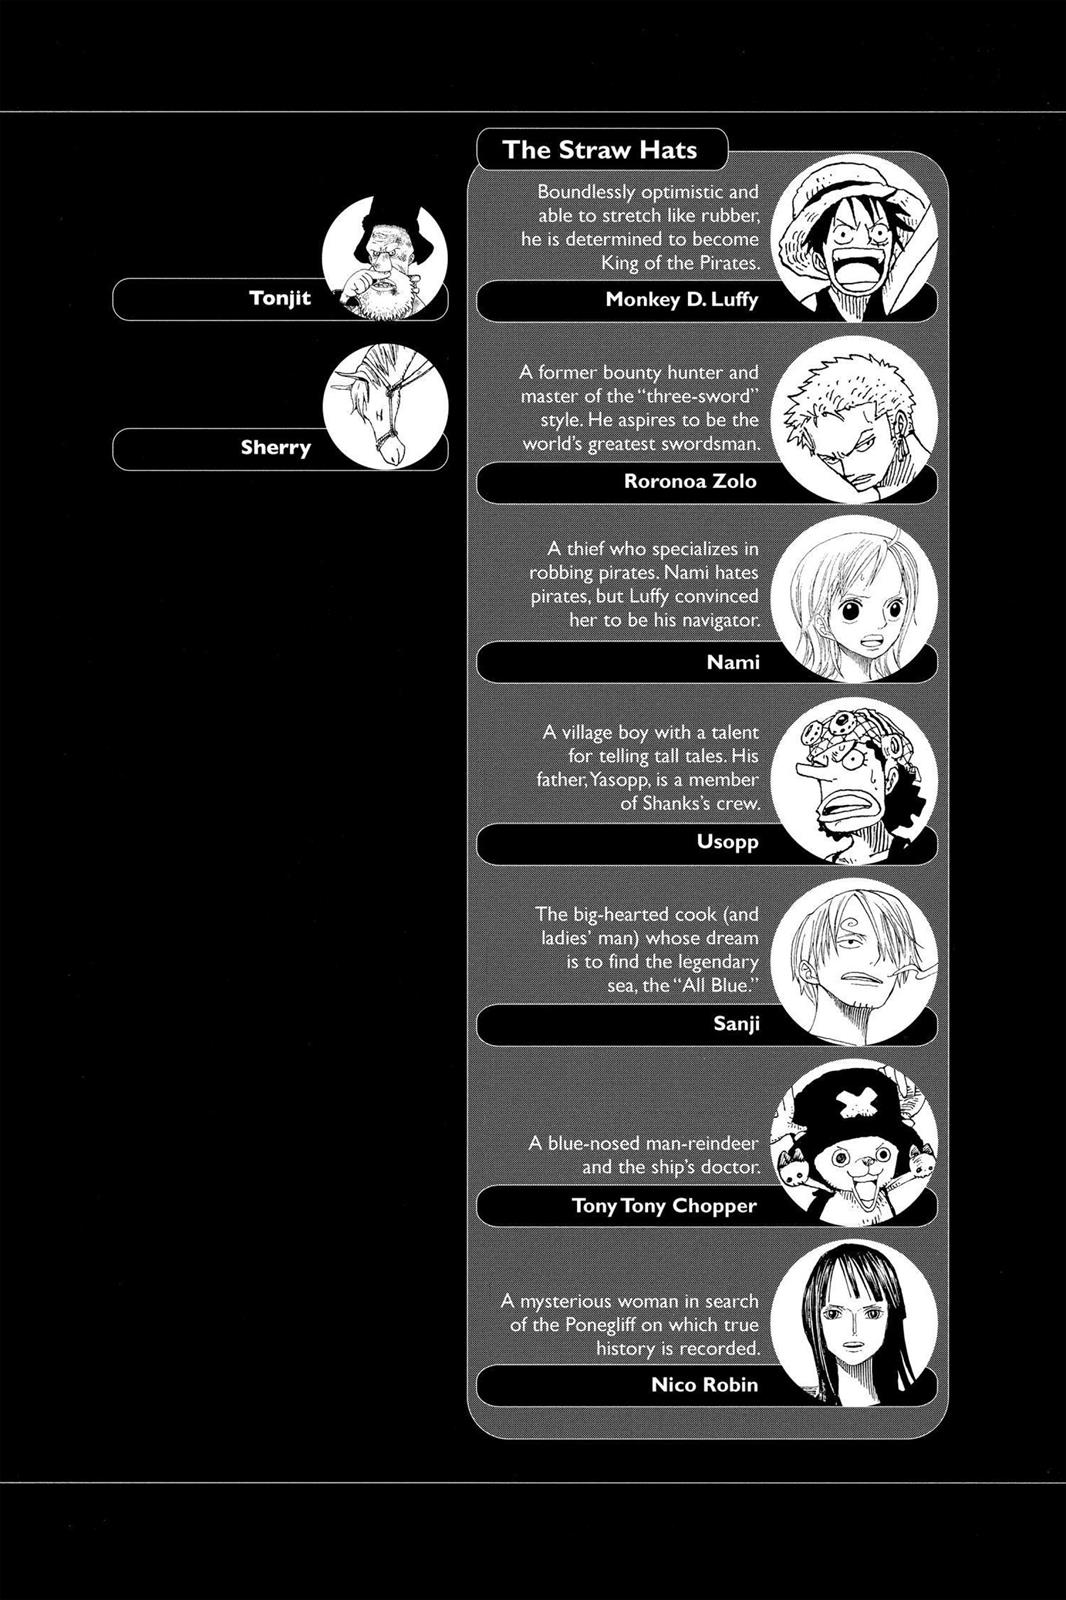 Tonjit
Sherry
The Straw Hats
Boundlessly optimistic and
able to stretch like rubber,
he is determined to become
King of the Pirates.
Monkey D. Luffy
A former bounty hunter and
master of the “three-sword”
style. He aspires to be the
world’s greatest swordsman.
Roronoa Zolo
A thief who specializes in
robbing pirates. Nami hates
pirates, but Luffy convinced
her to be his navigator.
Nami
A village boy with a talent
for telling tall tales. His
father, Yasopp, is a member
of Shanks’s crew.
Usopp
The big-hearted cook (and
ladies’ man) whose dream
is to find the legendary
sea, the “All Blue.”
Sanji
A blue-nosed man-reindeer
and the ship’s doctor.
Tony Tony Chopper
A mysterious woman in search
of the Ponegliff on which true
history is recorded.
Nico Robin